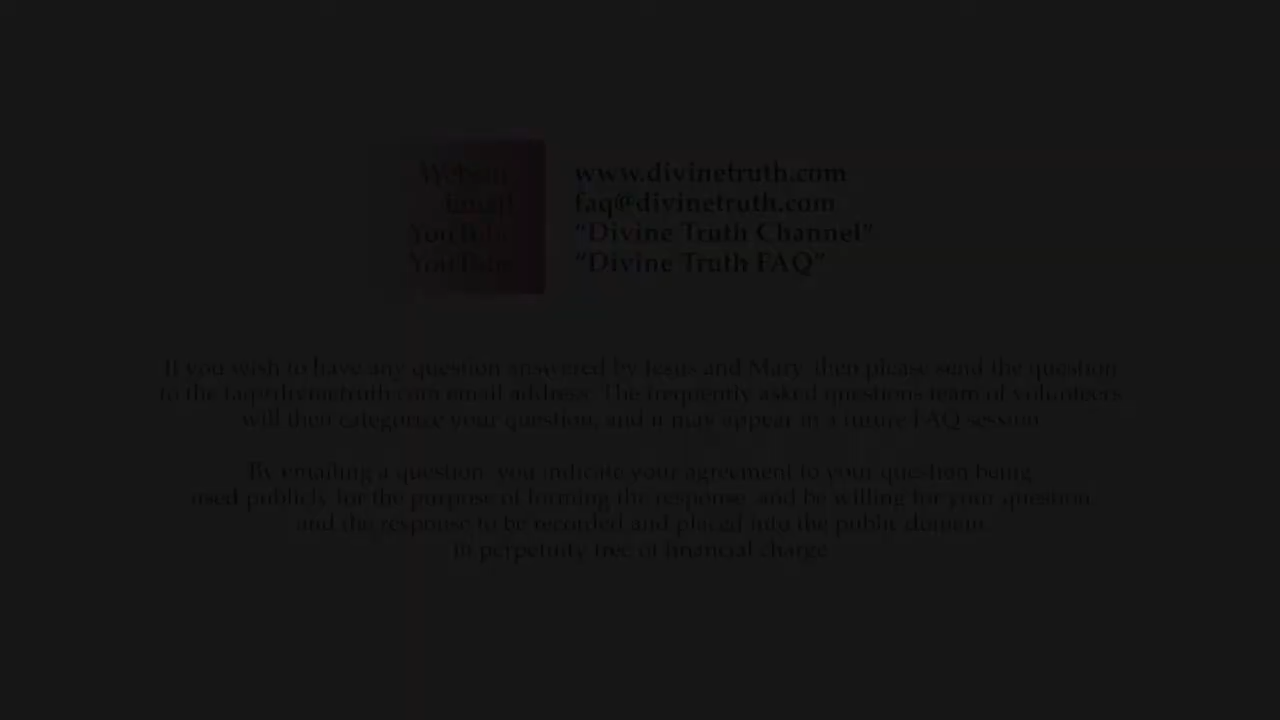 Website www.divinetruth.com
Email faq@divinetruth.com
YouTube "Divine Truth Channel"
YouTube "Divine Truth FAQ"
If you wish to have any question answered by Jesus and Mary, then please send the question
to the faq@divinetruth.com email address. The frequently asked questions team of volunteers
will then categorize your question, and it may appear in a future FAQ session.
By emailing a question, you indicate your agreement to your question being
used publicly for the purpose of forming the response, and be willing for your question
and the response to be recorded and placed into the public domain
in perpetuity free of financial charge.